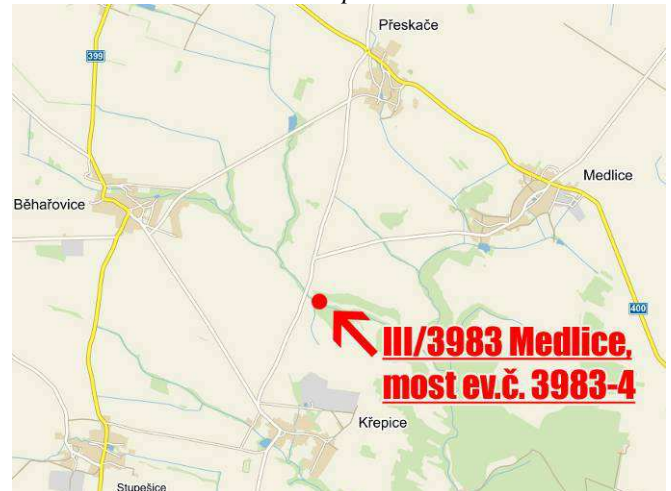 Přeskače
399
Medlice
Běhařovice
400
III/3983 Medlice,
most ev.č. 3983-4
Křepice
Stupešice